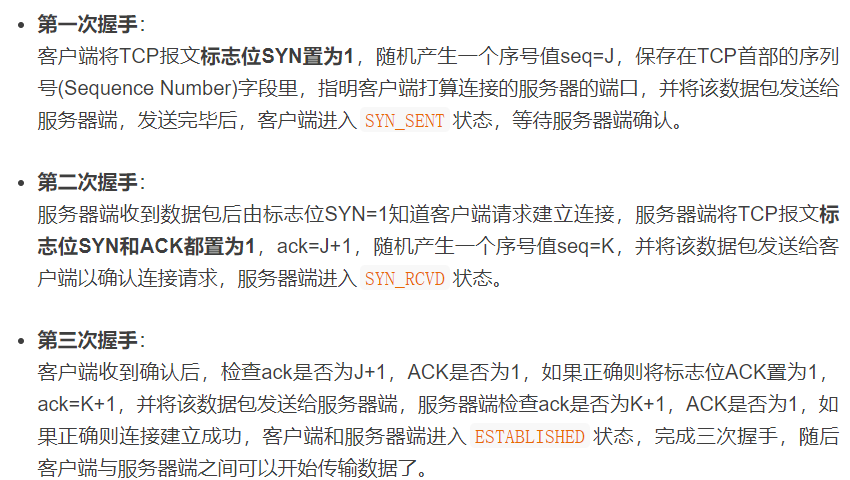 • 第一次握手：
客户端将TCP报文标志位SYN置为1，随机产生一个序号值seq=J，保存在TCP首部的序列
号(Sequence Number)字段里，指明客户端打算连接的服务器的端口，并将该数据包发送给
服务器端，发送完毕后，客户端进入 SYN_SENT 状态，等待服务器端确认。
• 第二次握手：
服务器端收到数据包后由标志位SYN=1知道客户端请求建立连接，服务器端将TCP报文标
志位SYN和ACK都置为1，ack=J+1，随机产生一个序号值seq=K，并将该数据包发送给客
户端以确认连接请求，服务器端进入 SYN_RCVD 状态。
• 第三次握手：
客户端收到确认后，检查ack是否为J+1，ACK是否为1，如果正确则将标志位ACK置为1，
ack=K+1，并将该数据包发送给服务器端，服务器端检查ack是否为K+1，ACK是否为1，如
果正确则连接建立成功，客户端和服务器端进入 ESTABLISHED 状态，完成三次握手，随后
客户端与服务器端之间可以开始传输数据了。